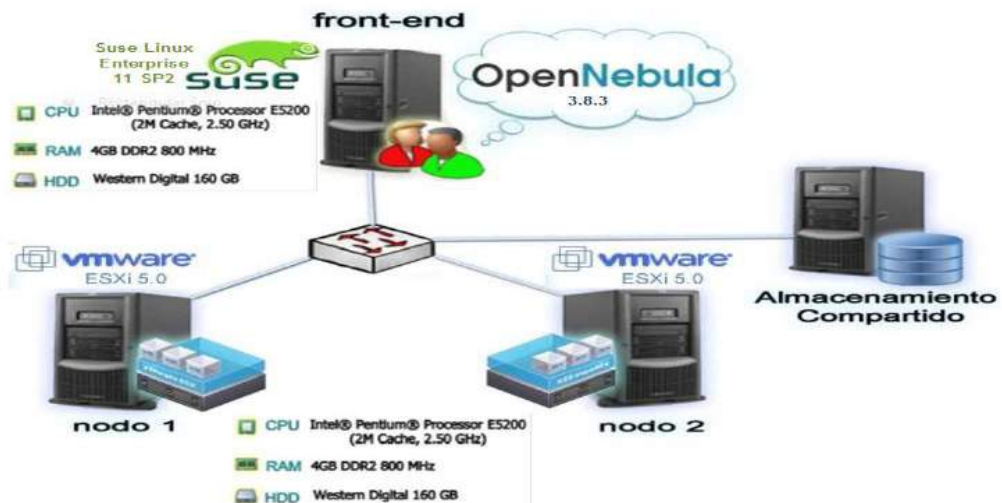 front-end
Suse Linux
Enterprise
11 SP2
SUSE
OpenNebula
3.8.3
CPU Intel® Pentium® Processor E5200
(2M Cache, 2.50 GHz)
RAM 4GB DDR2 800 MHz
HDD Western Digital 160 GB
vmware
ESXi 5.0
vmware
ESXi 5.0
Almacenamiento
Compartido
nodo 1
nodo 2
CPU Intel® Pentium® Processor E5200
(2M Cache, 2.50 GHz)
RAM 4GB DDR2 800 MHz
HDD Western Digital 160 GB